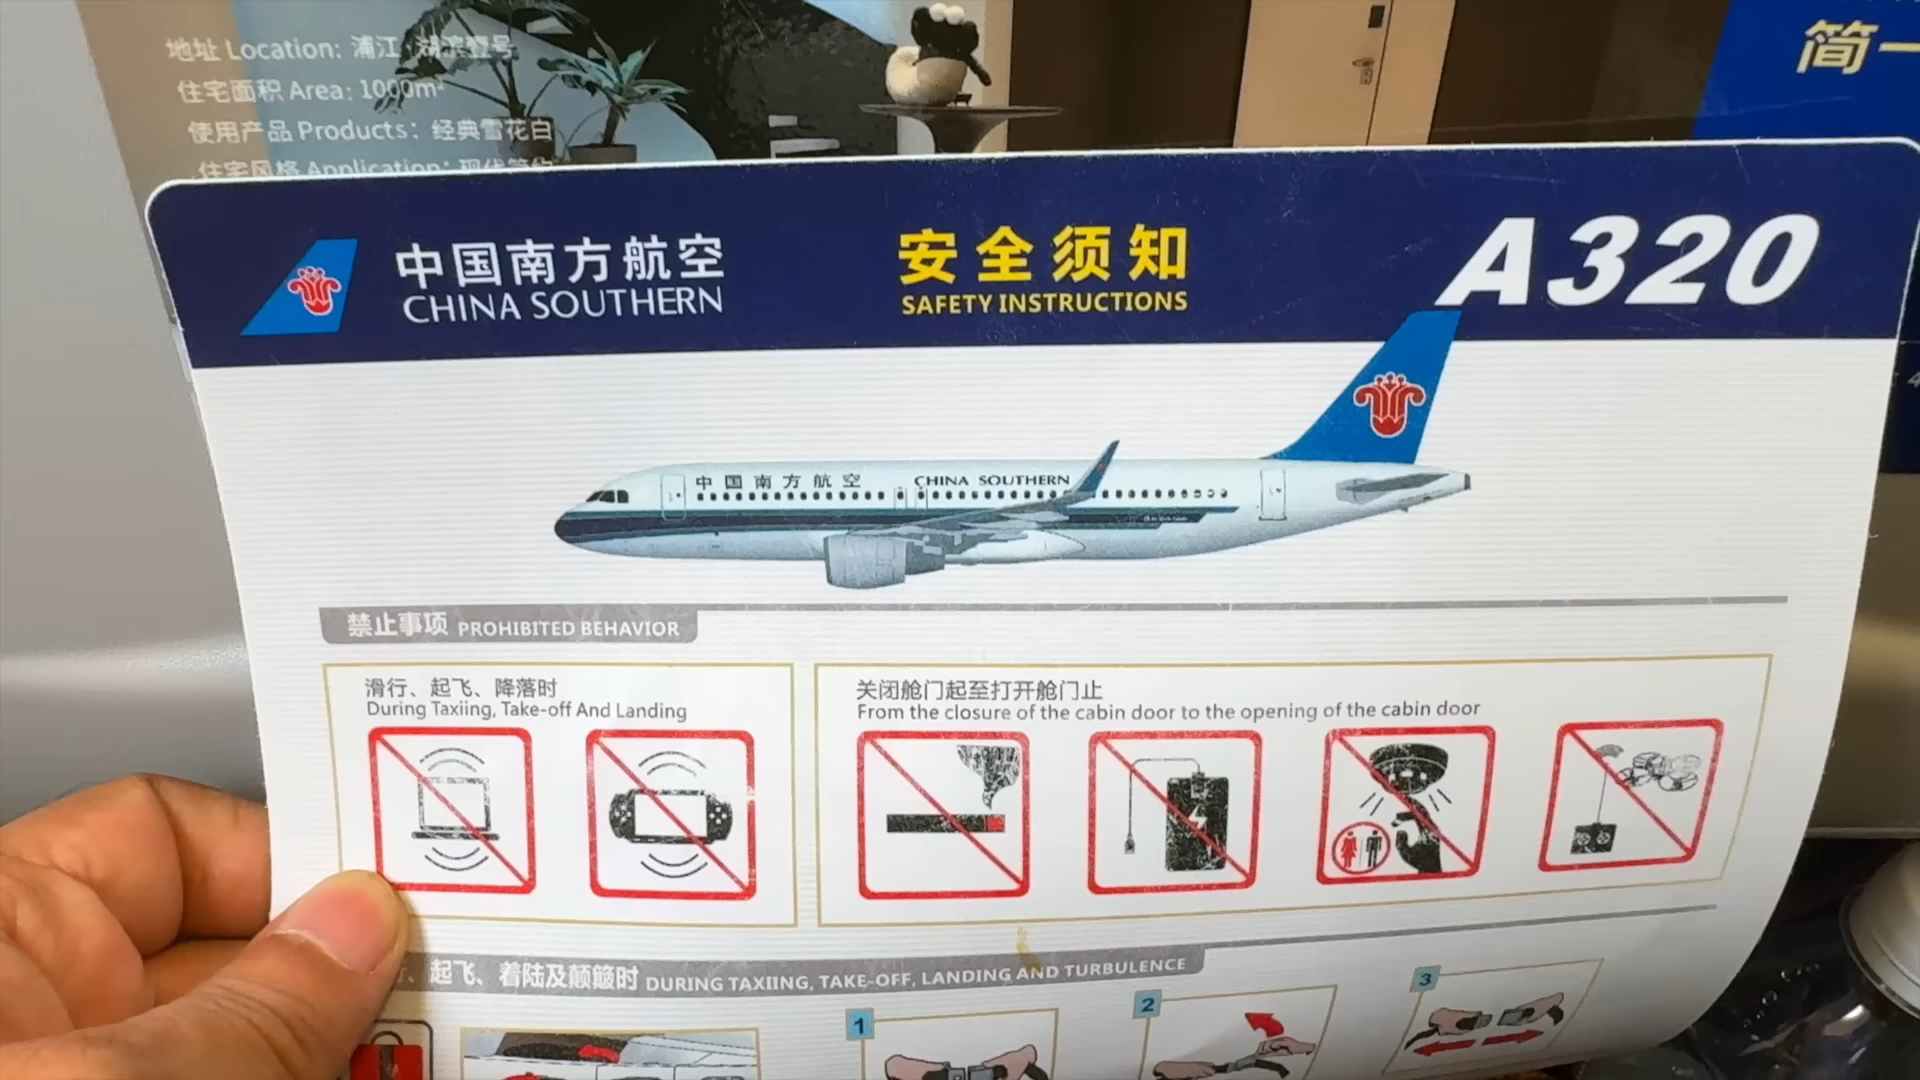 地址 Location: 浦江·湖滨壹号
住宅面积 Area: 1000m²
使用产品 Products: 经典雪花白
住宅风格 Application: 现代简约
简一
中国南方航空
CHINA SOUTHERN
安全须知
SAFETY INSTRUCTIONS
A320
中国南方航空 CHINA SOUTHERN
禁止事项 PROHIBITED BEHAVIOR
滑行、起飞、降落时
During Taxiing, Take-off And Landing
关闭舱门起至打开舱门止
From the closure of the cabin door to the opening of the cabin door
行、起飞、着陆及颠簸时 DURING TAXIING, TAKE-OFF, LANDING AND TURBULENCE
1
2
3